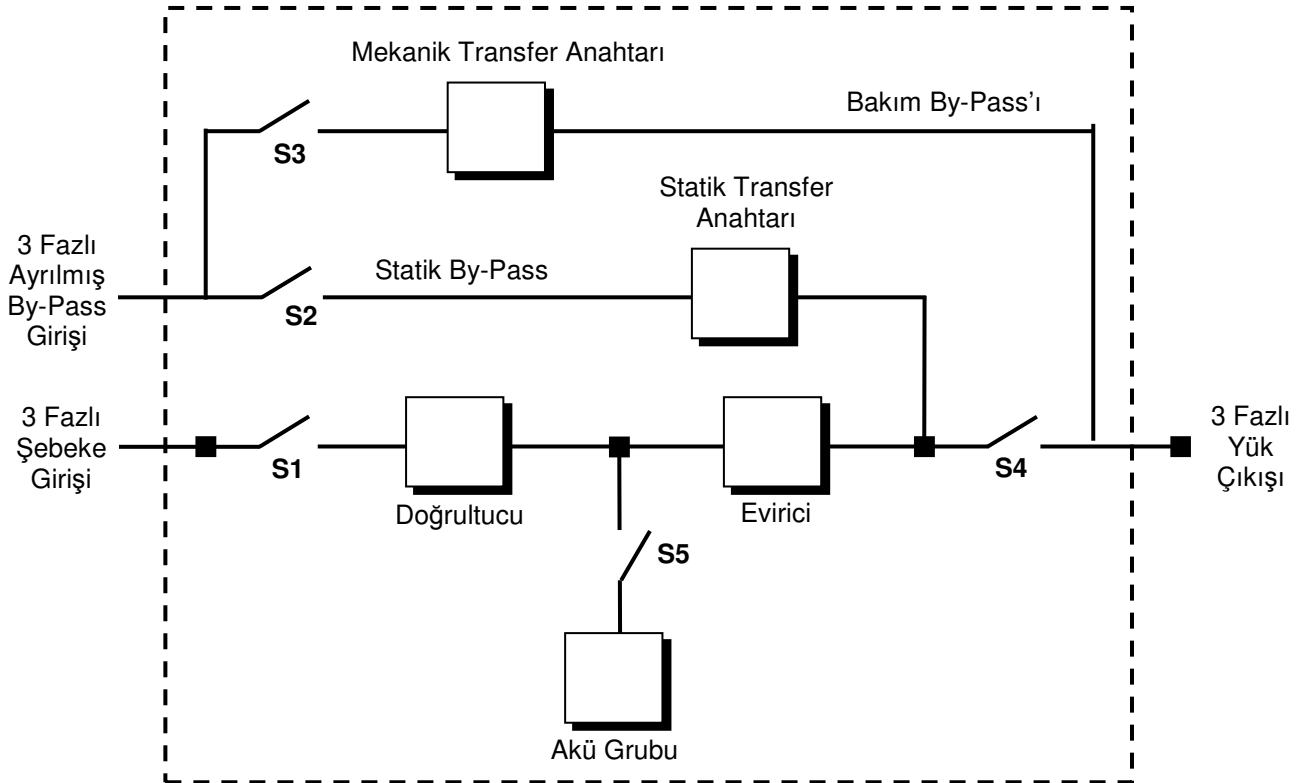 Mekanik Transfer Anahtarı
Bakım By-Pass’ı
S3
Statik Transfer
Anahtarı
3 Fazlı
Ayrılmış
By-Pass
Girişi
Statik By-Pass
S2
3 Fazlı
Şebeke
Girişi
S1
Doğrultucu
Evirici
S4
3 Fazlı
Yük
Çıkışı
S5
Akü Grubu